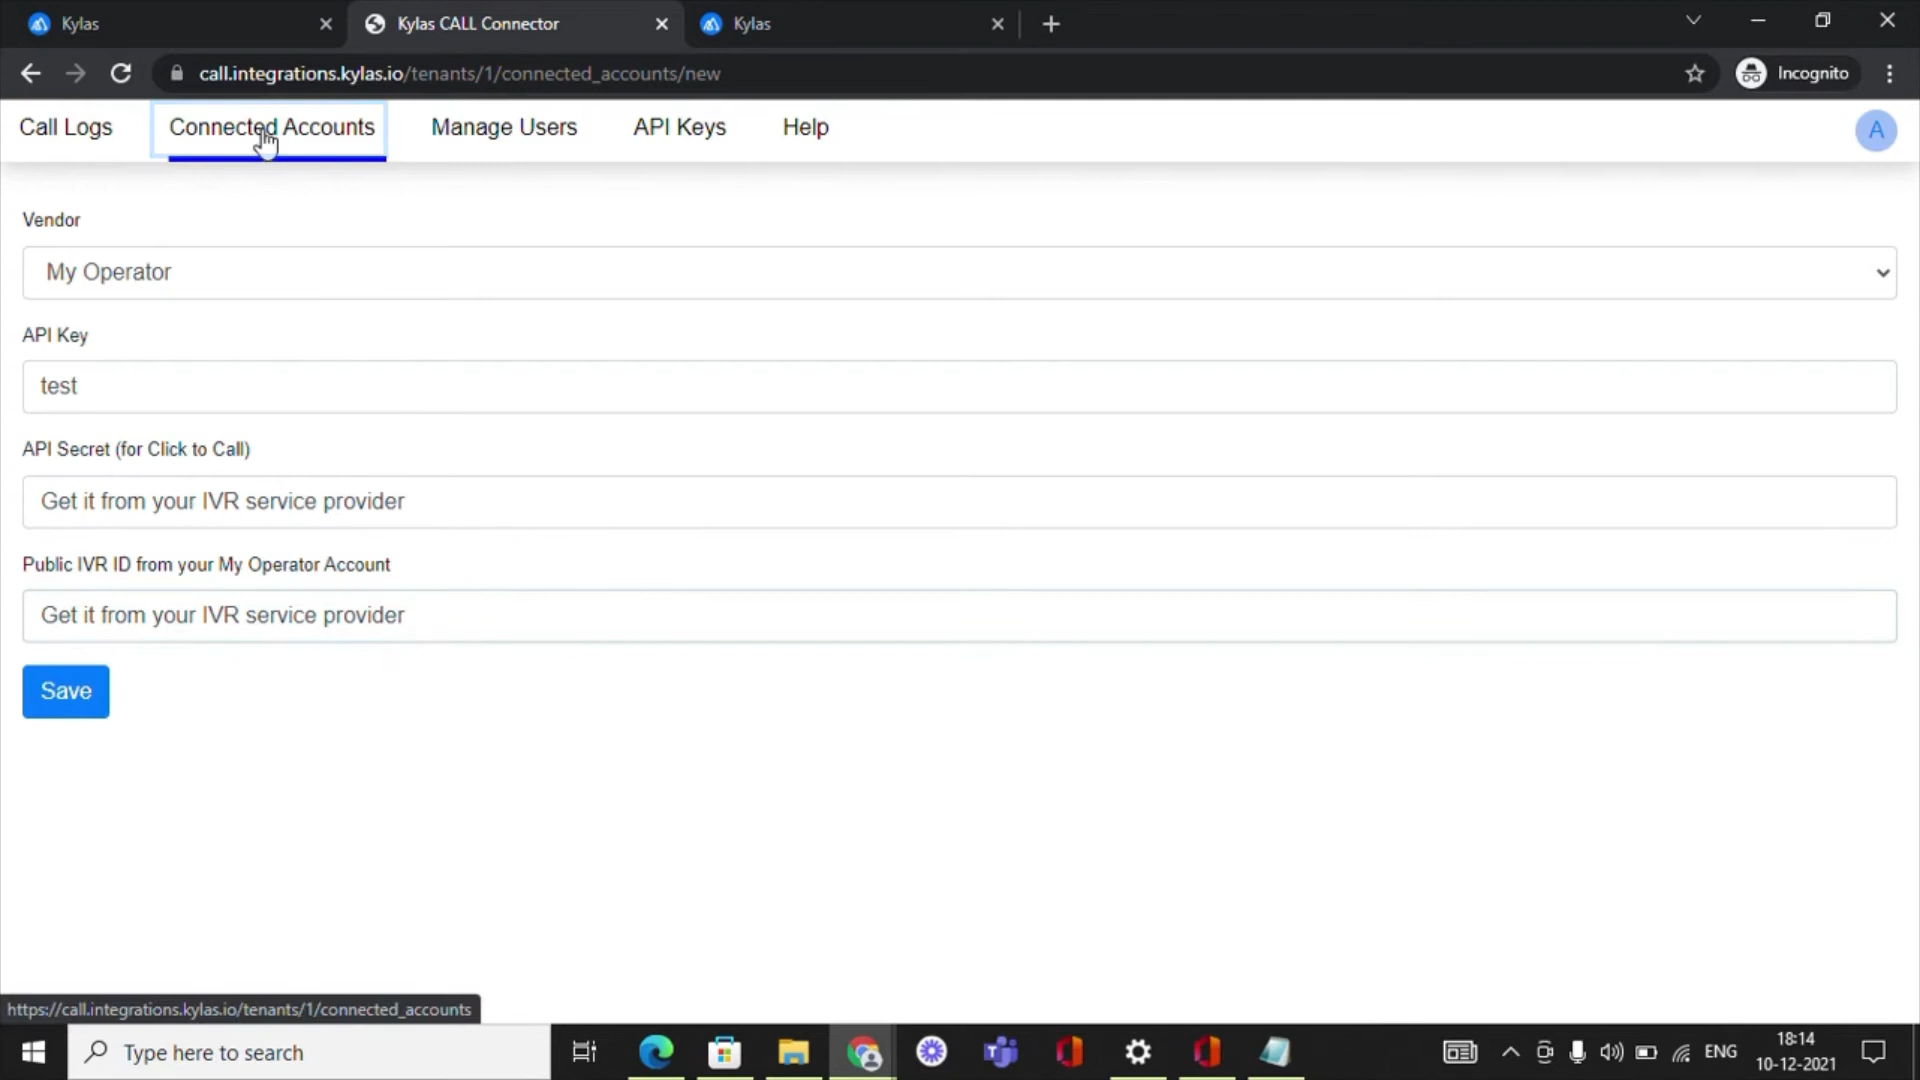 Kylas
Kylas CALL Connector
Kylas
call.integrations.kylas.io/tenants/1/connected_accounts/new
Incognito
Call Logs
Connected Accounts
Manage Users
API Keys
Help
A
Vendor
My Operator
API Key
test
API Secret (for Click to Call)
Get it from your IVR service provider
Public IVR ID from your My Operator Account
Get it from your IVR service provider
Save
https://call.integrations.kylas.io/tenants/1/connected_accounts
Type here to search
ENG
18:14
10-12-2021